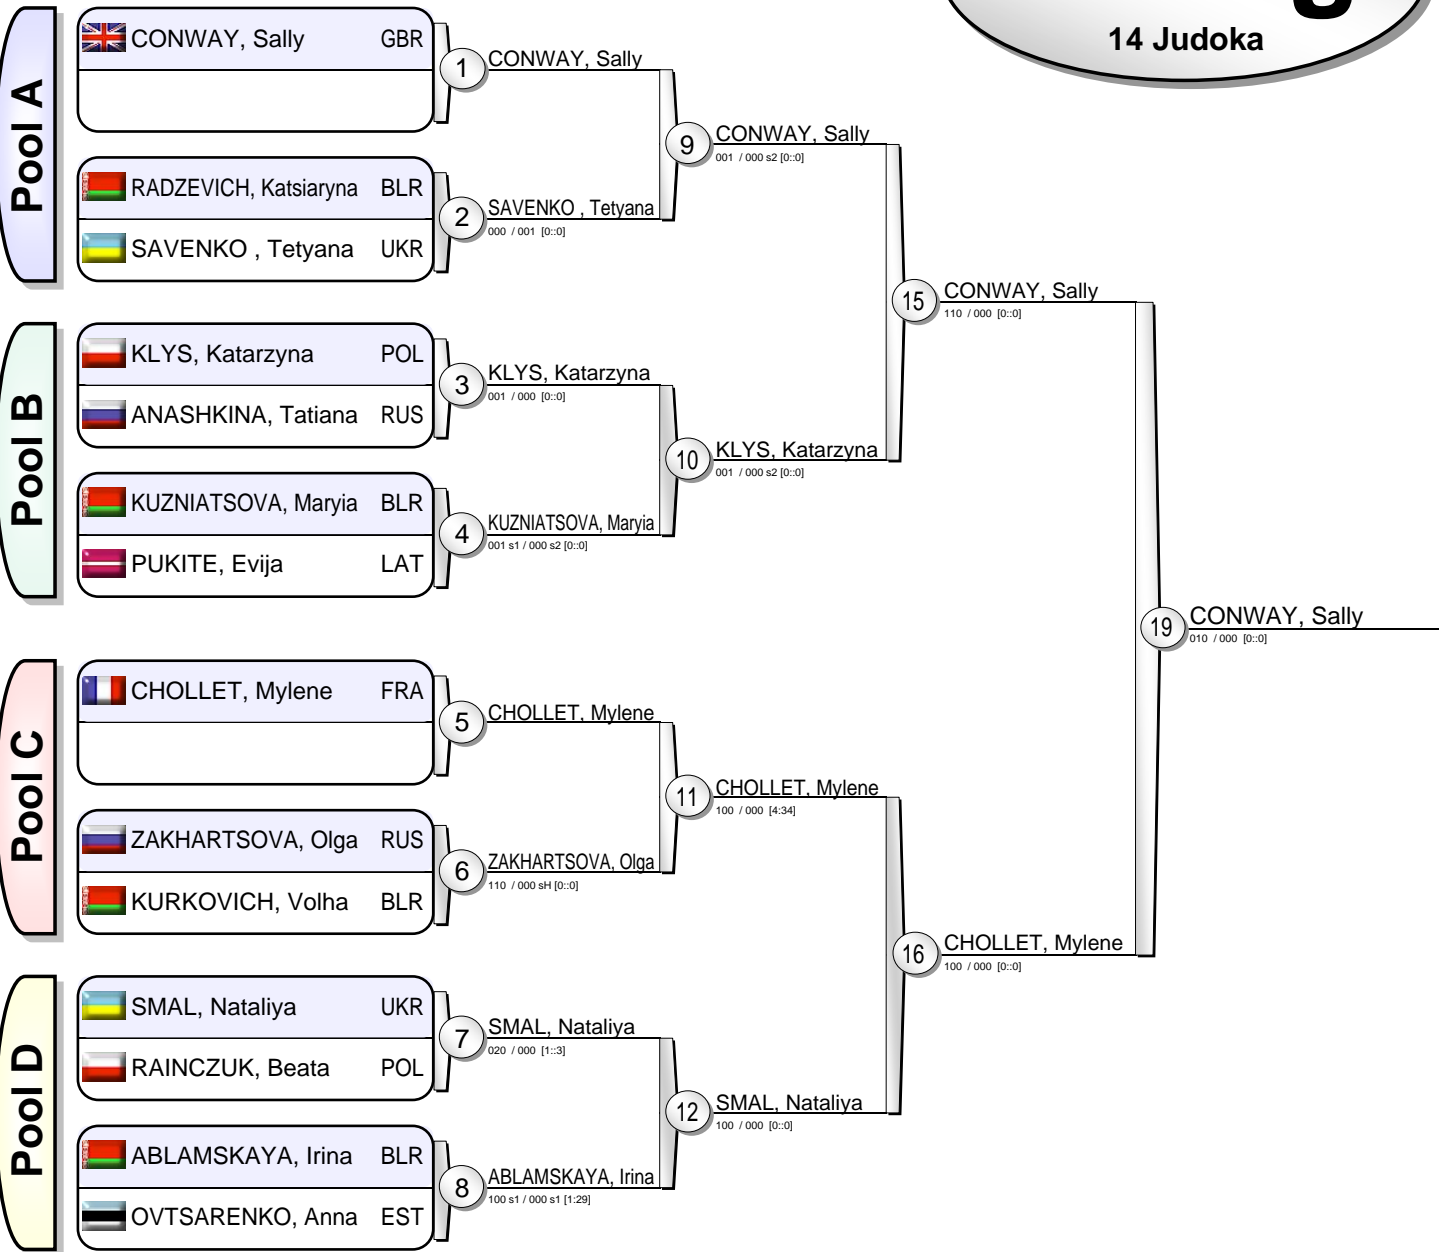 14 Judoka
Pool A
CONWAY, Sally GBR
RADZEVICH, Katsiaryna BLR
SAVENKO , Tetyana UKR
Pool B
KLYS, Katarzyna POL
ANASHKINA, Tatiana RUS
KUZNIATSOVA, Maryia BLR
PUKITE, Evija LAT
Pool C
CHOLLET, Mylene FRA
ZAKHARTSOVA, Olga RUS
KURKOVICH, Volha BLR
Pool D
SMAL, Nataliya UKR
RAINCZUK, Beata POL
ABLAMSKAYA, Irina BLR
OVTSARENKO, Anna EST
1 CONWAY, Sally
2 SAVENKO , Tetyana
000 / 001 [0::0]
3 KLYS, Katarzyna
001 / 000 [0::0]
4 KUZNIATSOVA, Maryia
001 s1 / 000 s2 [0::0]
5 CHOLLET, Mylene
6 ZAKHARTSOVA, Olga
110 / 000 sH [0::0]
7 SMAL, Nataliya
020 / 000 [1::3]
8 ABLAMSKAYA, Irina
100 s1 / 000 s1 [1:29]
9 CONWAY, Sally
001 / 000 s2 [0::0]
10 KLYS, Katarzyna
001 / 000 s2 [0::0]
11 CHOLLET, Mylene
100 / 000 [4:34]
12 SMAL, Nataliya
100 / 000 [0::0]
15 CONWAY, Sally
110 / 000 [0::0]
16 CHOLLET, Mylene
100 / 000 [0::0]
19 CONWAY, Sally
010 / 000 [0::0]